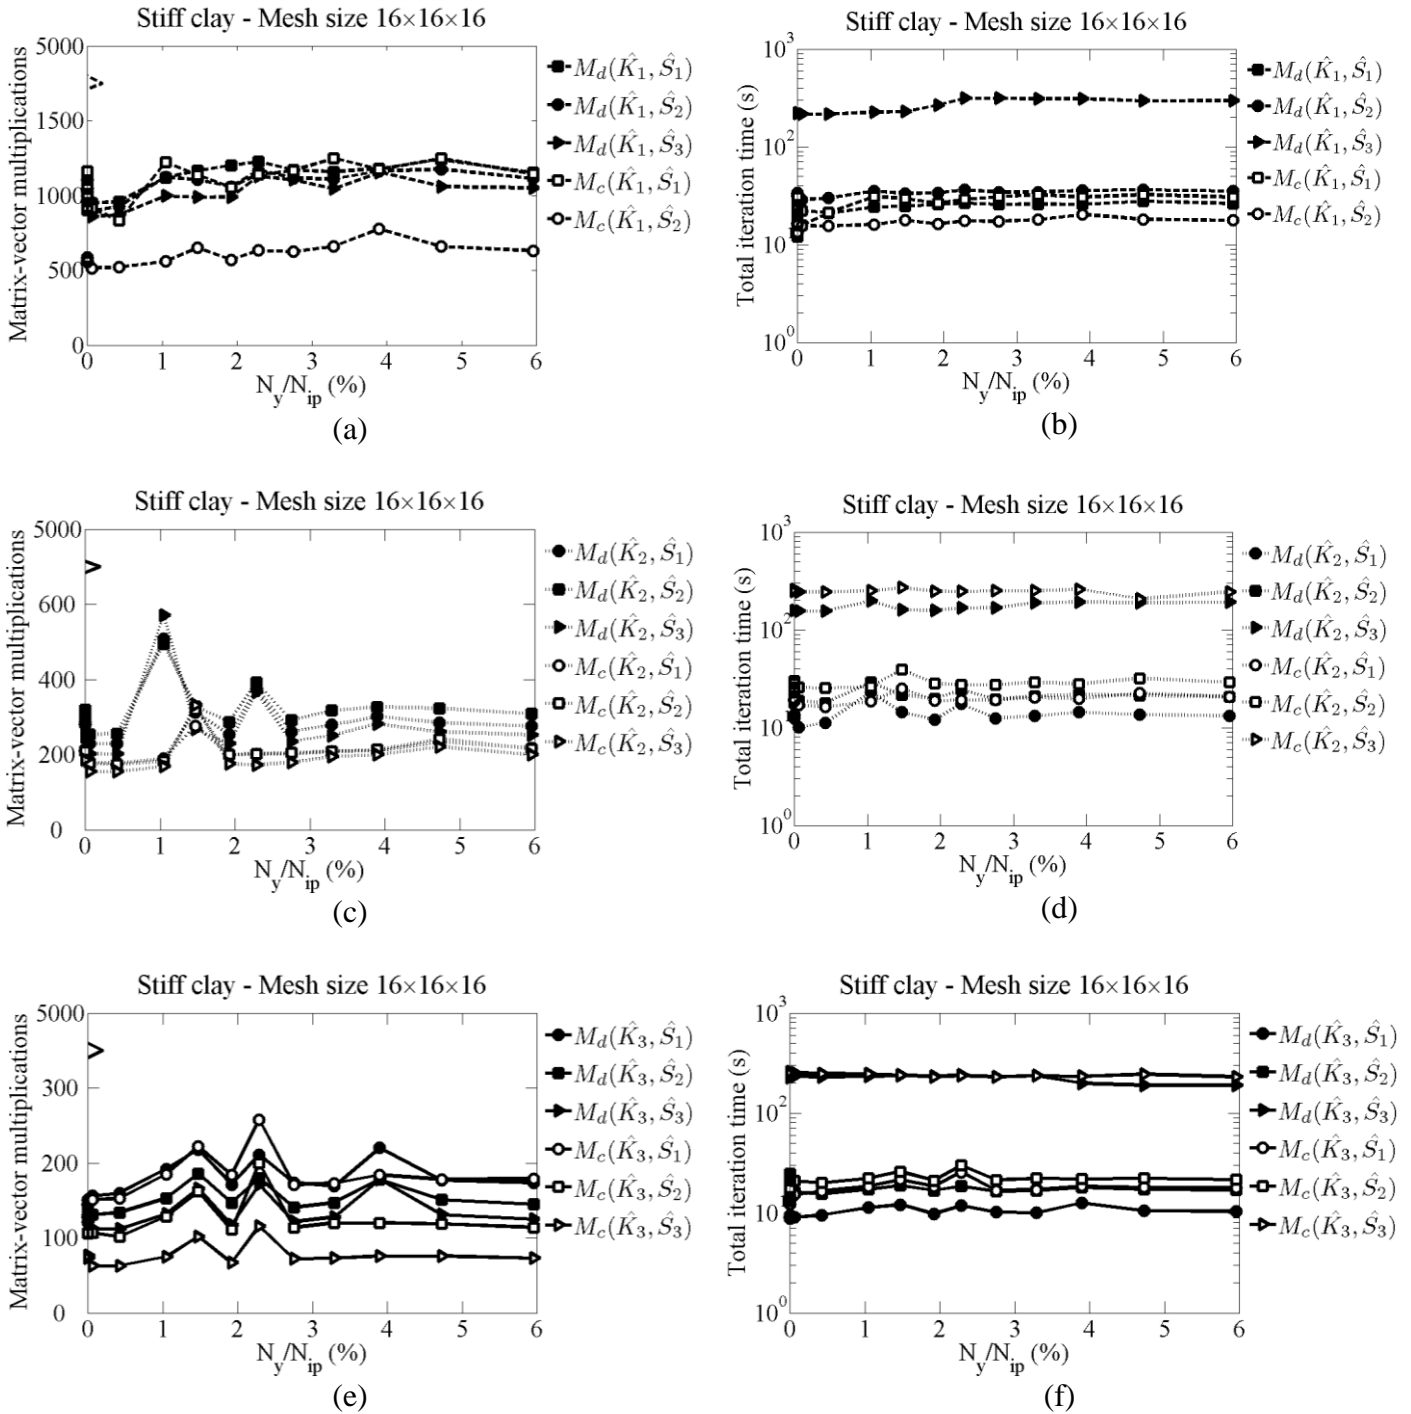 Stiff clay - Mesh size 16×16×16
Matrix-vector multiplications
5000
1500
1000
500
0
0 1 2 3 4 5 6
N_y/N_ip (%)
M_d(K̂_1, Ŝ_1)
M_d(K̂_1, Ŝ_2)
M_d(K̂_1, Ŝ_3)
M_c(K̂_1, Ŝ_1)
M_c(K̂_1, Ŝ_2)
(a)
Stiff clay - Mesh size 16×16×16
Total iteration time (s)
10^3
10^2
10^1
10^0
0 1 2 3 4 5 6
N_y/N_ip (%)
M_d(K̂_1, Ŝ_1)
M_d(K̂_1, Ŝ_2)
M_d(K̂_1, Ŝ_3)
M_c(K̂_1, Ŝ_1)
M_c(K̂_1, Ŝ_2)
(b)
Stiff clay - Mesh size 16×16×16
Matrix-vector multiplications
5000
600
400
200
0
0 1 2 3 4 5 6
N_y/N_ip (%)
M_d(K̂_2, Ŝ_1)
M_d(K̂_2, Ŝ_2)
M_d(K̂_2, Ŝ_3)
M_c(K̂_2, Ŝ_1)
M_c(K̂_2, Ŝ_2)
M_c(K̂_2, Ŝ_3)
(c)
Stiff clay - Mesh size 16×16×16
Total iteration time (s)
10^3
10^2
10^1
10^0
0 1 2 3 4 5 6
N_y/N_ip (%)
M_d(K̂_2, Ŝ_1)
M_d(K̂_2, Ŝ_2)
M_d(K̂_2, Ŝ_3)
M_c(K̂_2, Ŝ_1)
M_c(K̂_2, Ŝ_2)
M_c(K̂_2, Ŝ_3)
(d)
Stiff clay - Mesh size 16×16×16
Matrix-vector multiplications
5000
300
200
100
0
0 1 2 3 4 5 6
N_y/N_ip (%)
M_d(K̂_3, Ŝ_1)
M_d(K̂_3, Ŝ_2)
M_d(K̂_3, Ŝ_3)
M_c(K̂_3, Ŝ_1)
M_c(K̂_3, Ŝ_2)
M_c(K̂_3, Ŝ_3)
(e)
Stiff clay - Mesh size 16×16×16
Total iteration time (s)
10^3
10^2
10^1
10^0
0 1 2 3 4 5 6
N_y/N_ip (%)
M_d(K̂_3, Ŝ_1)
M_d(K̂_3, Ŝ_2)
M_d(K̂_3, Ŝ_3)
M_c(K̂_3, Ŝ_1)
M_c(K̂_3, Ŝ_2)
M_c(K̂_3, Ŝ_3)
(f)